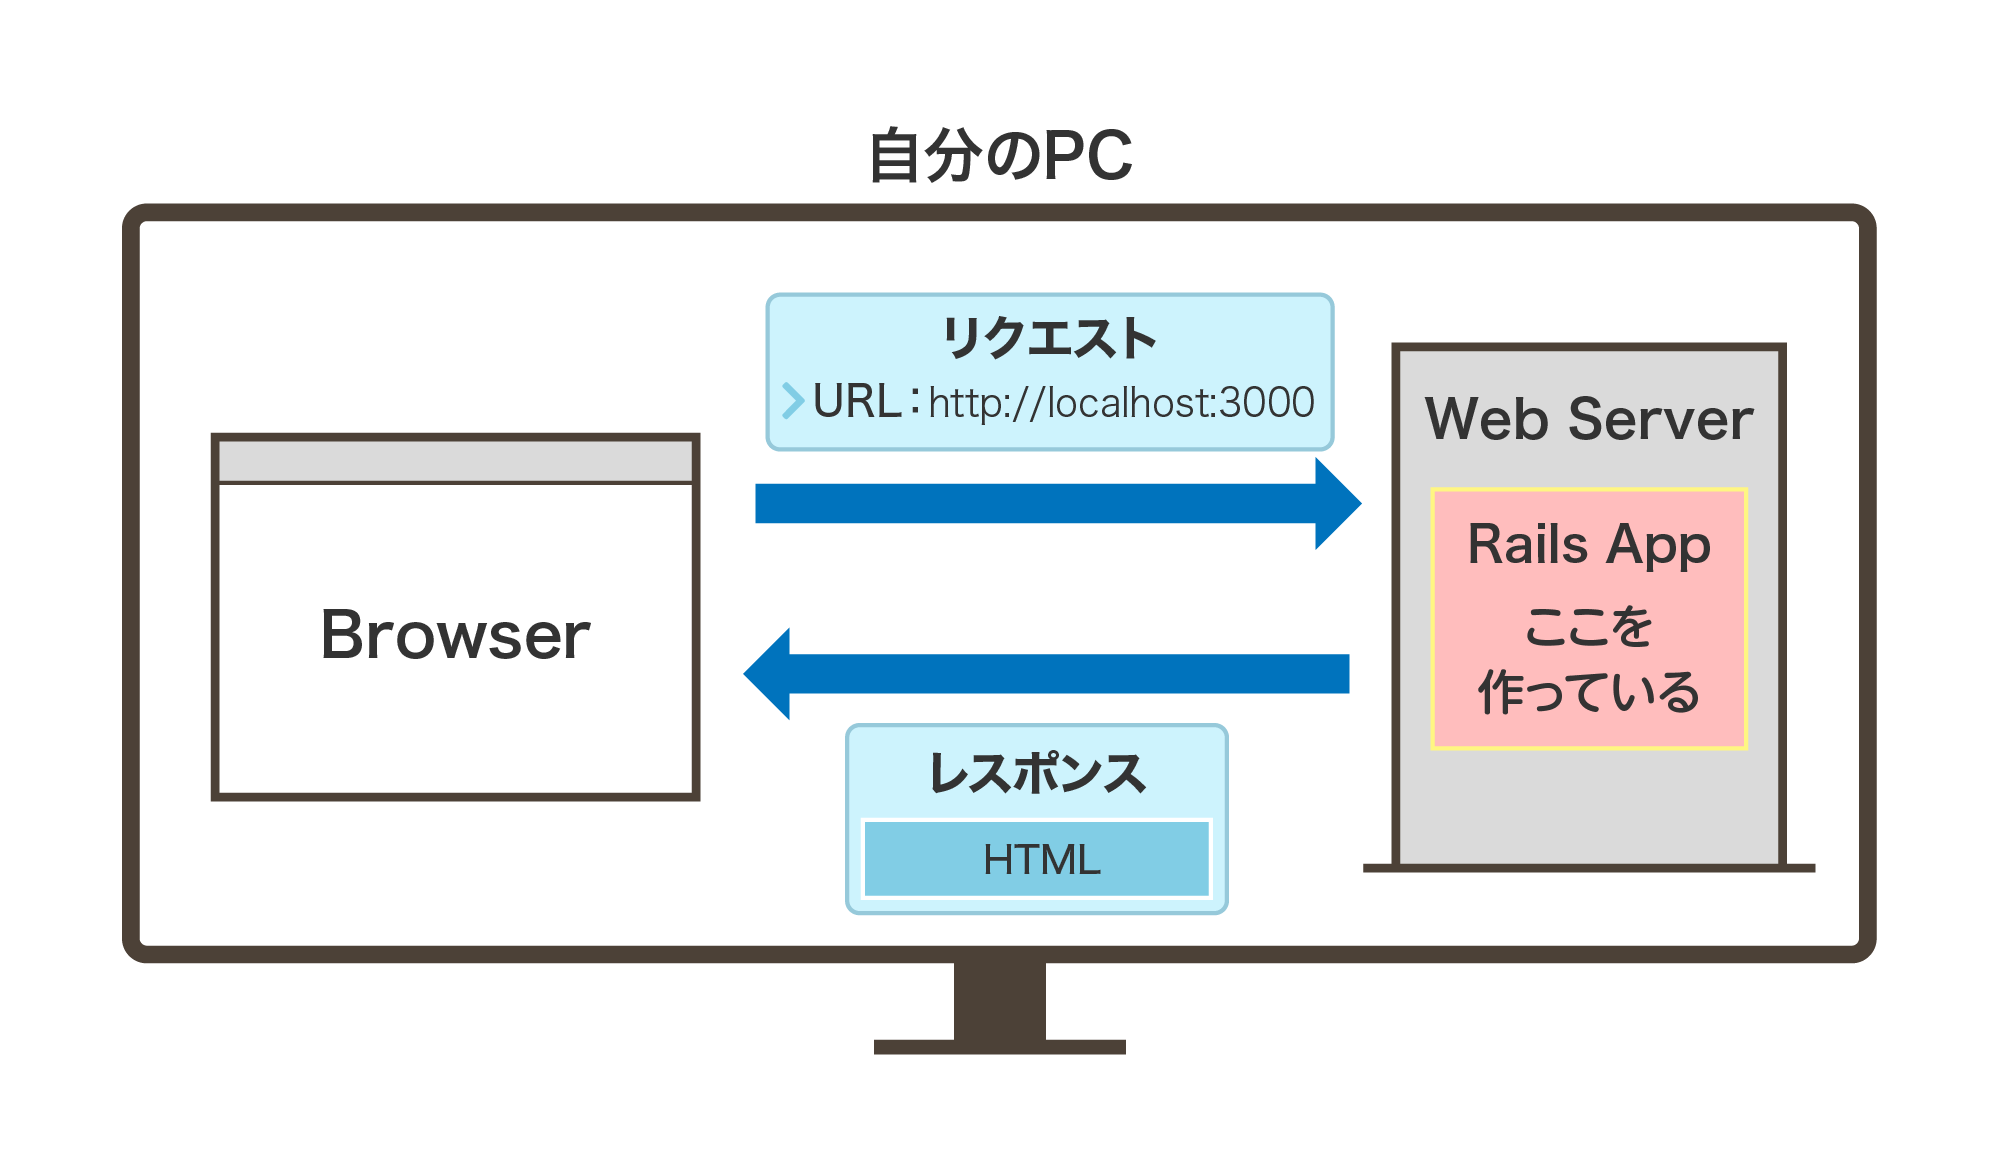 自分のPC
リクエスト
URL：http://localhost:3000
Browser
Web Server
Rails App
ここを
作っている
レスポンス
HTML